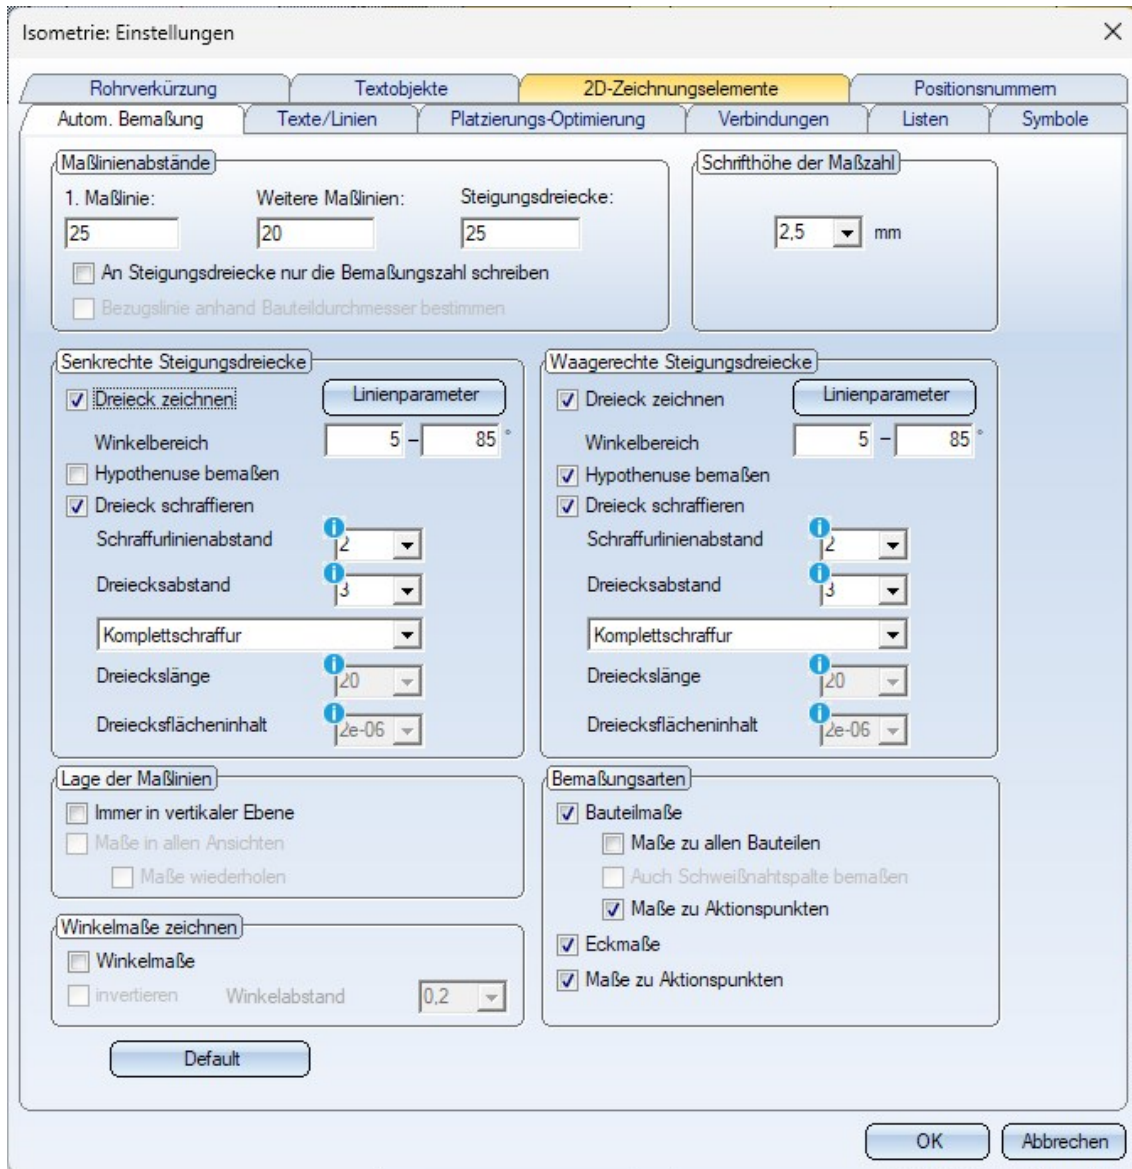 Isometrie: Einstellungen
Rohrverkürzung Textobjekte 2D-Zeichnungselemente Positionsnummern
Autom. Bemaßung Texte/Linien Platzierungs-Optimierung Verbindungen Listen Symbole
Maßlinienabstände
1. Maßlinie: Weitere Maßlinien: Steigungsdreiecke:
25 20 25
An Steigungsdreiecke nur die Bemaßungszahl schreiben
Bezugslinie anhand Bauteildurchmesser bestimmen
Schrifthöhe der Maßzahl
2,5 mm
Senkrechte Steigungsdreiecke
Dreieck zeichnen Linienparameter
Winkelbereich 5 – 85 °
Hypothenuse bemaßen
Dreieck schraffieren
Schraffurlinienabstand 2
Dreiecksabstand 3
Komplettschraffur
Dreieckslänge 20
Dreiecksflächeninhalt 2e-06
Waagerechte Steigungsdreiecke
Dreieck zeichnen Linienparameter
Winkelbereich 5 – 85 °
Hypothenuse bemaßen
Dreieck schraffieren
Schraffurlinienabstand 2
Dreiecksabstand 3
Komplettschraffur
Dreieckslänge 20
Dreiecksflächeninhalt 2e-06
Lage der Maßlinien
Immer in vertikaler Ebene
Maße in allen Ansichten
Maße wiederholen
Winkelmaße zeichnen
Winkelmaße
invertieren Winkelabstand 0,2
Bemaßungsarten
Bauteilmaße
Maße zu allen Bauteilen
Auch Schweißnahtspalte bemaßen
Maße zu Aktionspunkten
Eckmaße
Maße zu Aktionspunkten
Default
OK Abbrechen